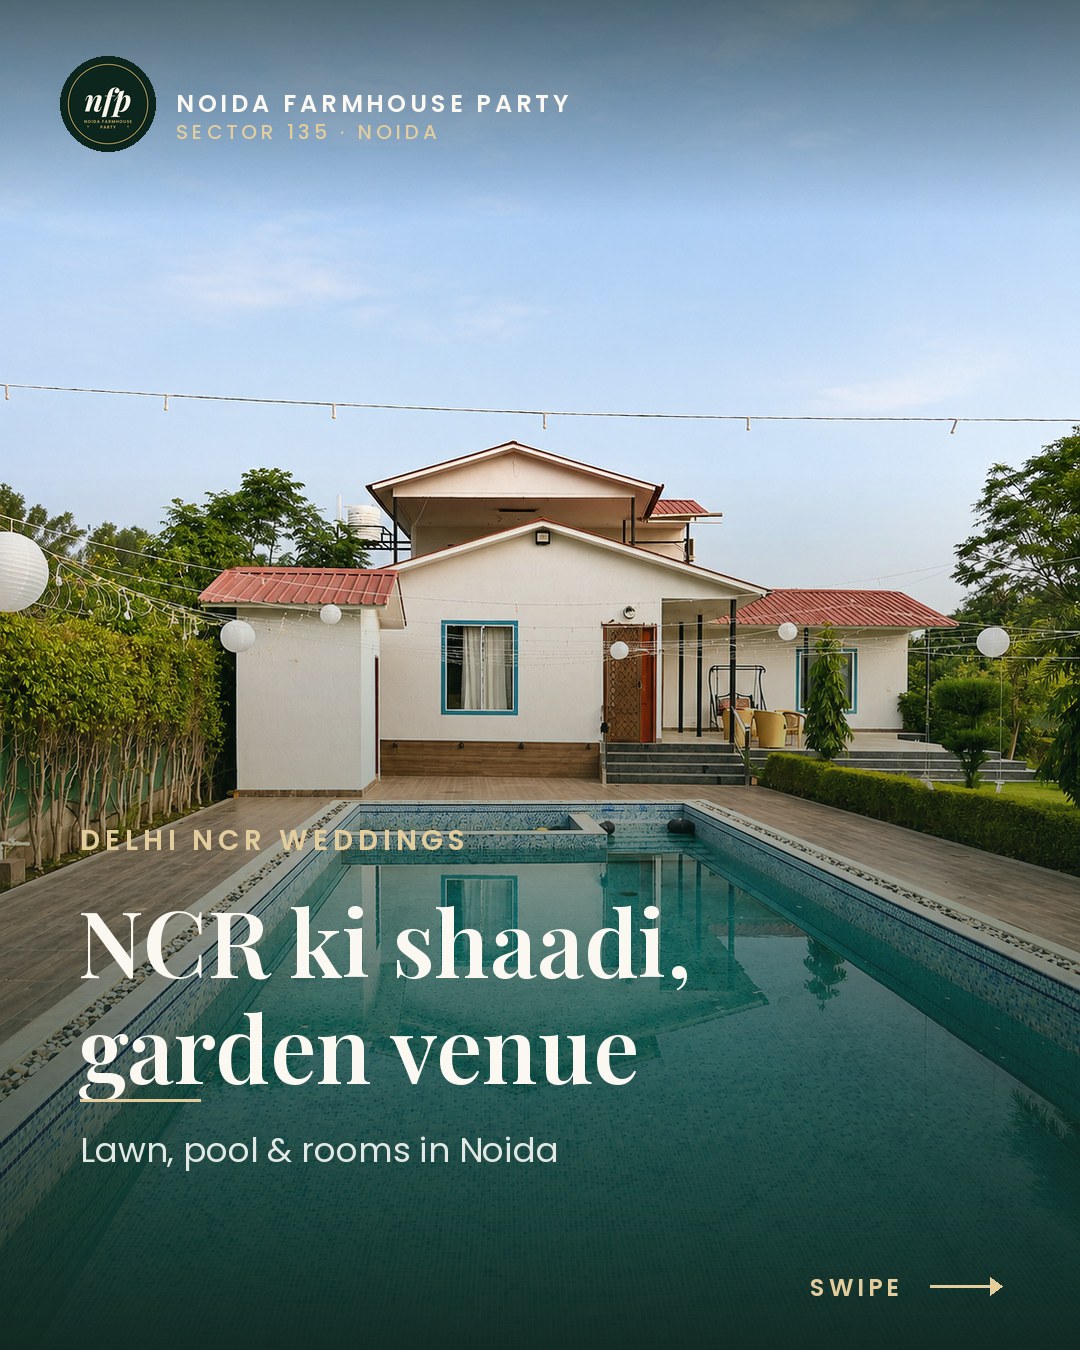 nfp
NOIDA FARMHOUSE
PARTY
NOIDA FARMHOUSE PARTY
SECTOR 135 · NOIDA
DELHI NCR WEDDINGS
NCR ki shaadi,
garden venue
Lawn, pool & rooms in Noida
SWIPE